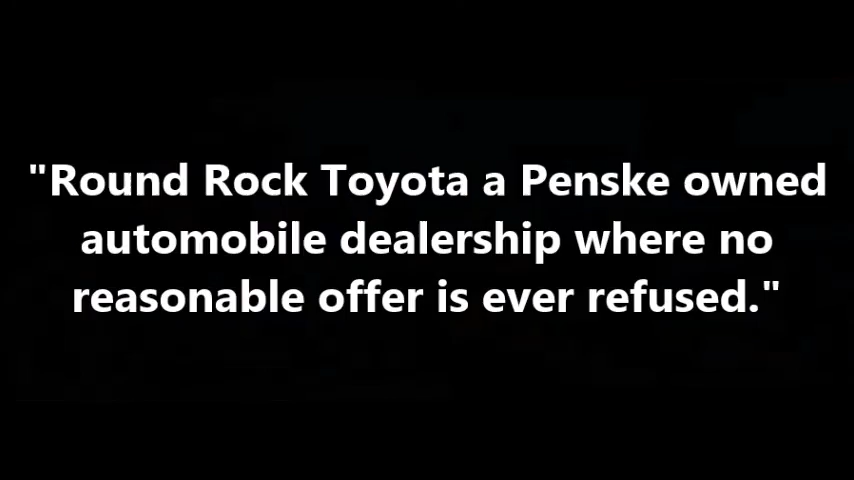 "Round Rock Toyota a Penske owned
automobile dealership where no
reasonable offer is ever refused."